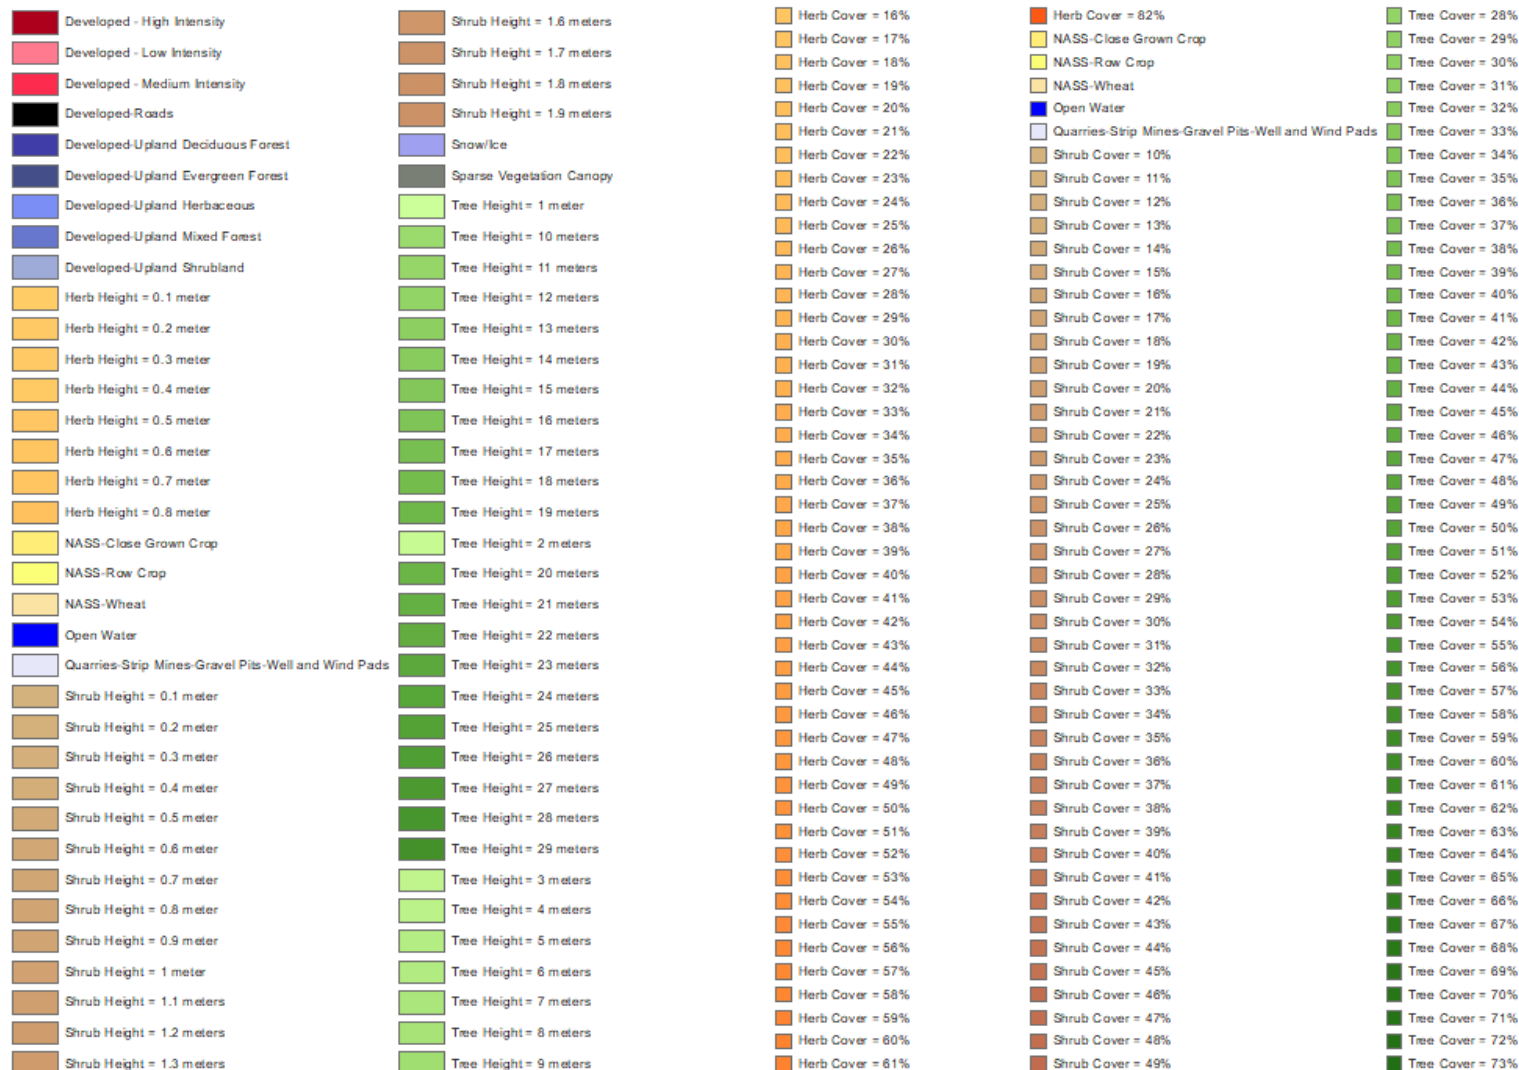 Developed - High Intensity
Developed - Low Intensity
Developed - Medium Intensity
Developed-Roads
Developed-Upland Deciduous Forest
Developed-Upland Evergreen Forest
Developed-Upland Herbaceous
Developed-Upland Mixed Forest
Developed-Upland Shrubland
Herb Height = 0.1 meter
Herb Height = 0.2 meter
Herb Height = 0.3 meter
Herb Height = 0.4 meter
Herb Height = 0.5 meter
Herb Height = 0.6 meter
Herb Height = 0.7 meter
Herb Height = 0.8 meter
NASS-Close Grown Crop
NASS-Row Crop
NASS-Wheat
Open Water
Quarries-Strip Mines-Gravel Pits-Well and Wind Pads
Shrub Height = 0.1 meter
Shrub Height = 0.2 meter
Shrub Height = 0.3 meter
Shrub Height = 0.4 meter
Shrub Height = 0.5 meter
Shrub Height = 0.6 meter
Shrub Height = 0.7 meter
Shrub Height = 0.8 meter
Shrub Height = 0.9 meter
Shrub Height = 1 meter
Shrub Height = 1.1 meters
Shrub Height = 1.2 meters
Shrub Height = 1.3 meters
Shrub Height = 1.6 meters
Shrub Height = 1.7 meters
Shrub Height = 1.8 meters
Shrub Height = 1.9 meters
Snow/Ice
Sparse Vegetation Canopy
Tree Height = 1 meter
Tree Height = 10 meters
Tree Height = 11 meters
Tree Height = 12 meters
Tree Height = 13 meters
Tree Height = 14 meters
Tree Height = 15 meters
Tree Height = 16 meters
Tree Height = 17 meters
Tree Height = 18 meters
Tree Height = 19 meters
Tree Height = 2 meters
Tree Height = 20 meters
Tree Height = 21 meters
Tree Height = 22 meters
Tree Height = 23 meters
Tree Height = 24 meters
Tree Height = 25 meters
Tree Height = 26 meters
Tree Height = 27 meters
Tree Height = 28 meters
Tree Height = 29 meters
Tree Height = 3 meters
Tree Height = 4 meters
Tree Height = 5 meters
Tree Height = 6 meters
Tree Height = 7 meters
Tree Height = 8 meters
Tree Height = 9 meters
Herb Cover = 16%
Herb Cover = 17%
Herb Cover = 18%
Herb Cover = 19%
Herb Cover = 20%
Herb Cover = 21%
Herb Cover = 22%
Herb Cover = 23%
Herb Cover = 24%
Herb Cover = 25%
Herb Cover = 26%
Herb Cover = 27%
Herb Cover = 28%
Herb Cover = 29%
Herb Cover = 30%
Herb Cover = 31%
Herb Cover = 32%
Herb Cover = 33%
Herb Cover = 34%
Herb Cover = 35%
Herb Cover = 36%
Herb Cover = 37%
Herb Cover = 38%
Herb Cover = 39%
Herb Cover = 40%
Herb Cover = 41%
Herb Cover = 42%
Herb Cover = 43%
Herb Cover = 44%
Herb Cover = 45%
Herb Cover = 46%
Herb Cover = 47%
Herb Cover = 48%
Herb Cover = 49%
Herb Cover = 50%
Herb Cover = 51%
Herb Cover = 52%
Herb Cover = 53%
Herb Cover = 54%
Herb Cover = 55%
Herb Cover = 56%
Herb Cover = 57%
Herb Cover = 58%
Herb Cover = 59%
Herb Cover = 60%
Herb Cover = 61%
Herb Cover = 82%
NASS-Close Grown Crop
NASS-Row Crop
NASS-Wheat
Open Water
Quarries-Strip Mines-Gravel Pits-Well and Wind Pads
Shrub Cover = 10%
Shrub Cover = 11%
Shrub Cover = 12%
Shrub Cover = 13%
Shrub Cover = 14%
Shrub Cover = 15%
Shrub Cover = 16%
Shrub Cover = 17%
Shrub Cover = 18%
Shrub Cover = 19%
Shrub Cover = 20%
Shrub Cover = 21%
Shrub Cover = 22%
Shrub Cover = 23%
Shrub Cover = 24%
Shrub Cover = 25%
Shrub Cover = 26%
Shrub Cover = 27%
Shrub Cover = 28%
Shrub Cover = 29%
Shrub Cover = 30%
Shrub Cover = 31%
Shrub Cover = 32%
Shrub Cover = 33%
Shrub Cover = 34%
Shrub Cover = 35%
Shrub Cover = 36%
Shrub Cover = 37%
Shrub Cover = 38%
Shrub Cover = 39%
Shrub Cover = 40%
Shrub Cover = 41%
Shrub Cover = 42%
Shrub Cover = 43%
Shrub Cover = 44%
Shrub Cover = 45%
Shrub Cover = 46%
Shrub Cover = 47%
Shrub Cover = 48%
Shrub Cover = 49%
Tree Cover = 28%
Tree Cover = 29%
Tree Cover = 30%
Tree Cover = 31%
Tree Cover = 32%
Tree Cover = 33%
Tree Cover = 34%
Tree Cover = 35%
Tree Cover = 36%
Tree Cover = 37%
Tree Cover = 38%
Tree Cover = 39%
Tree Cover = 40%
Tree Cover = 41%
Tree Cover = 42%
Tree Cover = 43%
Tree Cover = 44%
Tree Cover = 45%
Tree Cover = 46%
Tree Cover = 47%
Tree Cover = 48%
Tree Cover = 49%
Tree Cover = 50%
Tree Cover = 51%
Tree Cover = 52%
Tree Cover = 53%
Tree Cover = 54%
Tree Cover = 55%
Tree Cover = 56%
Tree Cover = 57%
Tree Cover = 58%
Tree Cover = 59%
Tree Cover = 60%
Tree Cover = 61%
Tree Cover = 62%
Tree Cover = 63%
Tree Cover = 64%
Tree Cover = 65%
Tree Cover = 66%
Tree Cover = 67%
Tree Cover = 68%
Tree Cover = 69%
Tree Cover = 70%
Tree Cover = 71%
Tree Cover = 72%
Tree Cover = 73%